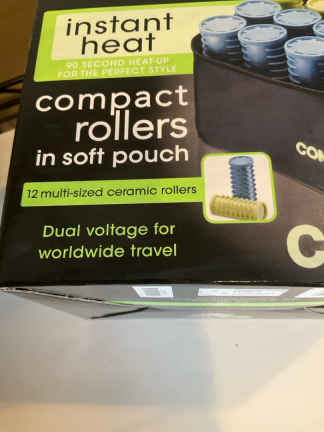 instant
heat
90 SECOND HEAT-UP
FOR THE PERFECT STYLE
compact
rollers
in soft pouch
12 multi-sized ceramic rollers
Dual voltage for
worldwide travel